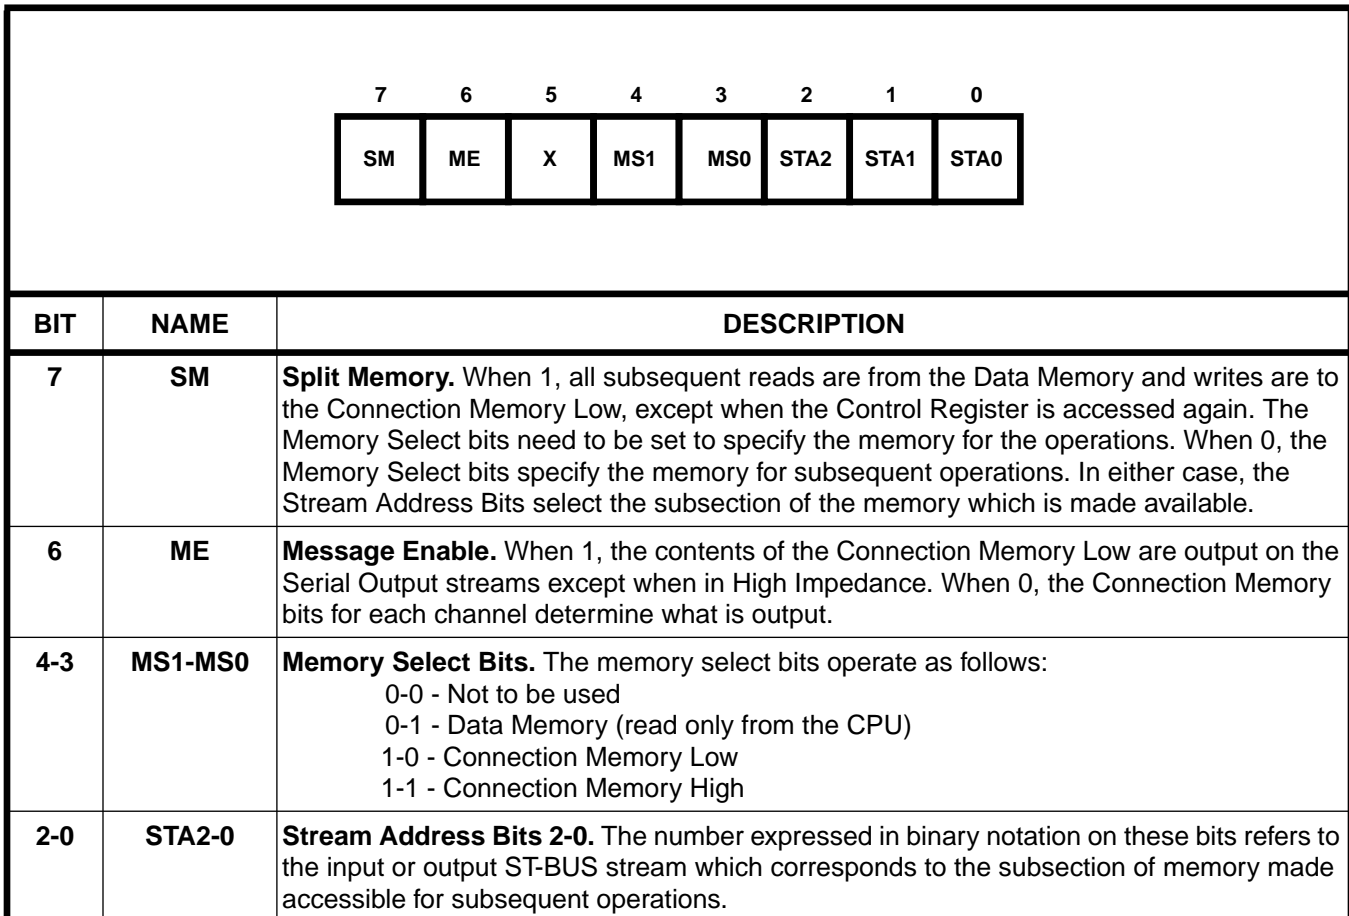 7 6 5 4 3 2 1 0
SM ME X MS1 MS0 STA2 STA1 STA0
BIT NAME DESCRIPTION
7 SM Split Memory. When 1, all subsequent reads are from the Data Memory and writes are to
the Connection Memory Low, except when the Control Register is accessed again. The
Memory Select bits need to be set to specify the memory for the operations. When 0, the
Memory Select bits specify the memory for subsequent operations. In either case, the
Stream Address Bits select the subsection of the memory which is made available.
6 ME Message Enable. When 1, the contents of the Connection Memory Low are output on the
Serial Output streams except when in High Impedance. When 0, the Connection Memory
bits for each channel determine what is output.
4-3 MS1-MS0 Memory Select Bits. The memory select bits operate as follows:
0-0 - Not to be used
0-1 - Data Memory (read only from the CPU)
1-0 - Connection Memory Low
1-1 - Connection Memory High
2-0 STA2-0 Stream Address Bits 2-0. The number expressed in binary notation on these bits refers to
the input or output ST-BUS stream which corresponds to the subsection of memory made
accessible for subsequent operations.